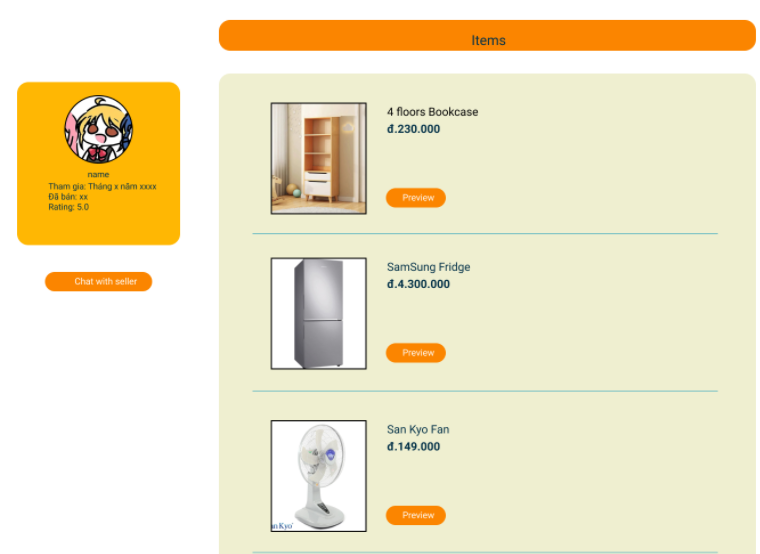 Items
name
Tham gia: Tháng x năm xxxx
Đã bán: xx
Rating: 5.0
Chat with seller
4 floors Bookcase
đ.230.000
Preview
SamSung Fridge
đ.4.300.000
Preview
San Kyo Fan
đ.149.000
an Kyo
Preview